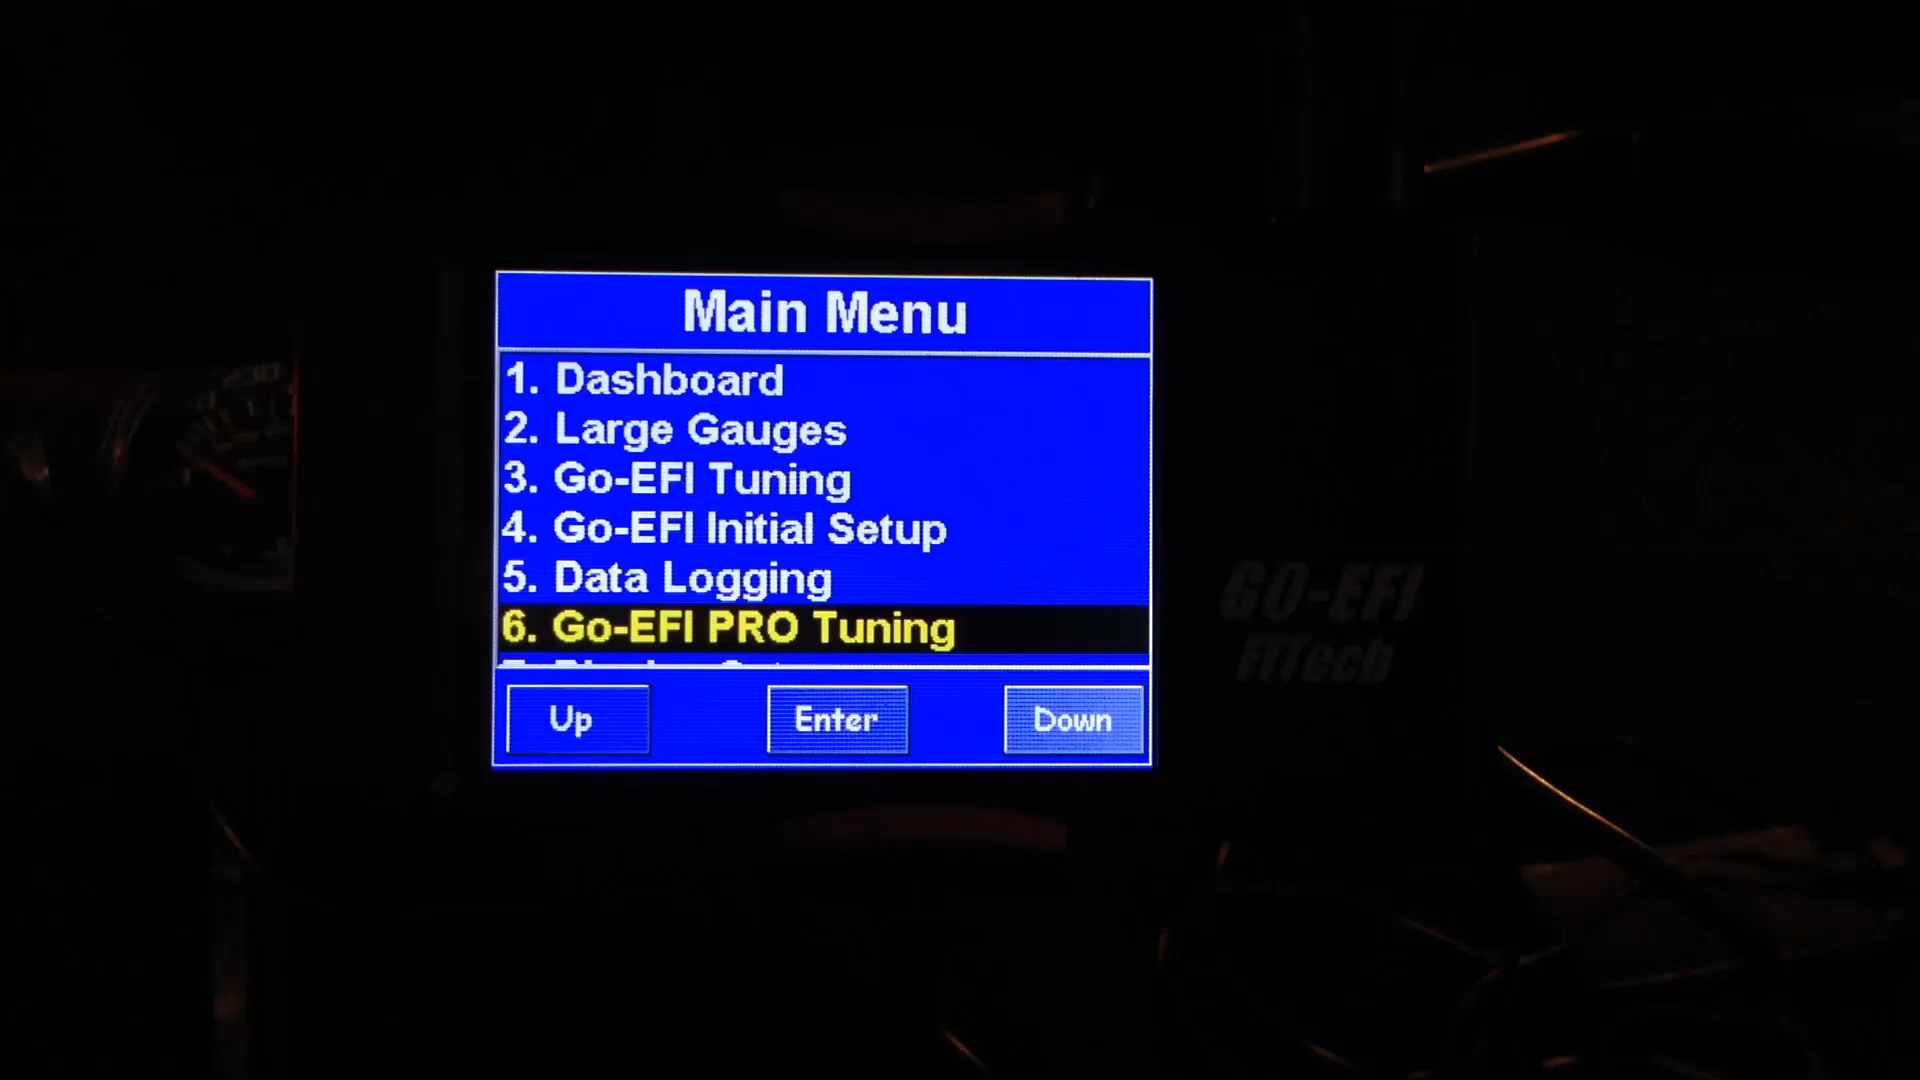 Main Menu
1. Dashboard
2. Large Gauges
3. Go-EFI Tuning
4. Go-EFI Initial Setup
5. Data Logging
6. Go-EFI PRO Tuning
Up
Enter
Down
GO-EFI
FITech